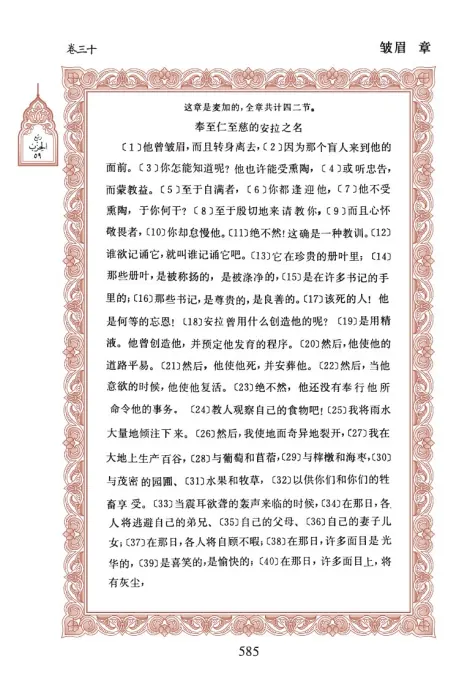 卷三十
皱眉 章
ربع
الحزب
٥٩
这章是麦加的,全章共计四二节。
奉至仁至慈的安拉之名
〔1〕他曾皱眉,而且转身离去,〔2〕因为那个盲人来到他的
面前。〔3〕你怎能知道呢?他也许能受熏陶,〔4〕或听忠告,
而蒙教益。〔5〕至于自满者,〔6〕你都逢迎他,〔7〕他不受
熏陶,于你何干?〔8〕至于殷切地来请教你,〔9〕而且心怀
敬畏者,〔10〕你却怠慢他。〔11〕绝不然!这确是一种教训。〔12〕
谁欲记诵它,就叫谁记诵它吧。〔13〕它在珍贵的册叶里;〔14〕
那些册叶,是被称扬的,是被涤净的,〔15〕是在许多书记的手
里的;〔16〕那些书记,是尊贵的,是良善的。〔17〕该死的人!他
是何等的忘恩!〔18〕安拉曾用什么创造他的呢?〔19〕是用精
液。他曾创造他,并预定他发育的程序。〔20〕然后,他使他的
道路平易。〔21〕然后,他使他死,并安葬他。〔22〕然后,当他
意欲的时候,他使他复活。〔23〕绝不然,他还没有奉行他所
命令他的事务。〔24〕教人观察自己的食物吧!〔25〕我将雨水
大量地倾注下来。〔26〕然后,我使地面奇异地裂开,〔27〕我在
大地上生产百谷,〔28〕与葡萄和苜蓿,〔29〕与榟橔和海枣,〔30〕
与茂密的园圃、〔31〕水果和牧草,〔32〕以供你们和你们的牲
畜享受。〔33〕当震耳欲聋的轰声来临的时候,〔34〕在那日,各
人将逃避自己的弟兄、〔35〕自己的父母、〔36〕自己的妻子儿
女;〔37〕在那日,各人将自顾不暇;〔38〕在那日,许多面目是光
华的,〔39〕是喜笑的,是愉快的;〔40〕在那日,许多面目上,将
有灰尘,
585